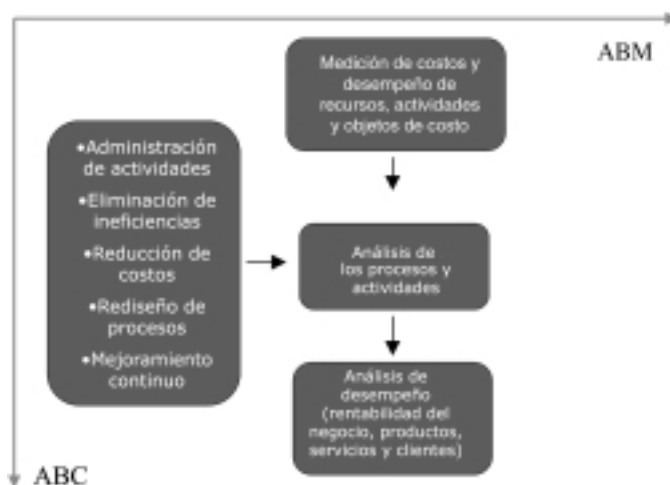 ABM
Medición de costos y
desempeño de
recursos, actividades
y objetos de costo
•Administración
de actividades
•Eliminación de
ineficiencias
•Reducción de
costos
•Rediseño de
procesos
•Mejoramiento
continuo
Análisis de
los procesos y
actividades
Análisis de
desempeño
(rentabilidad del
negocio, productos,
servicios y clientes)
ABC